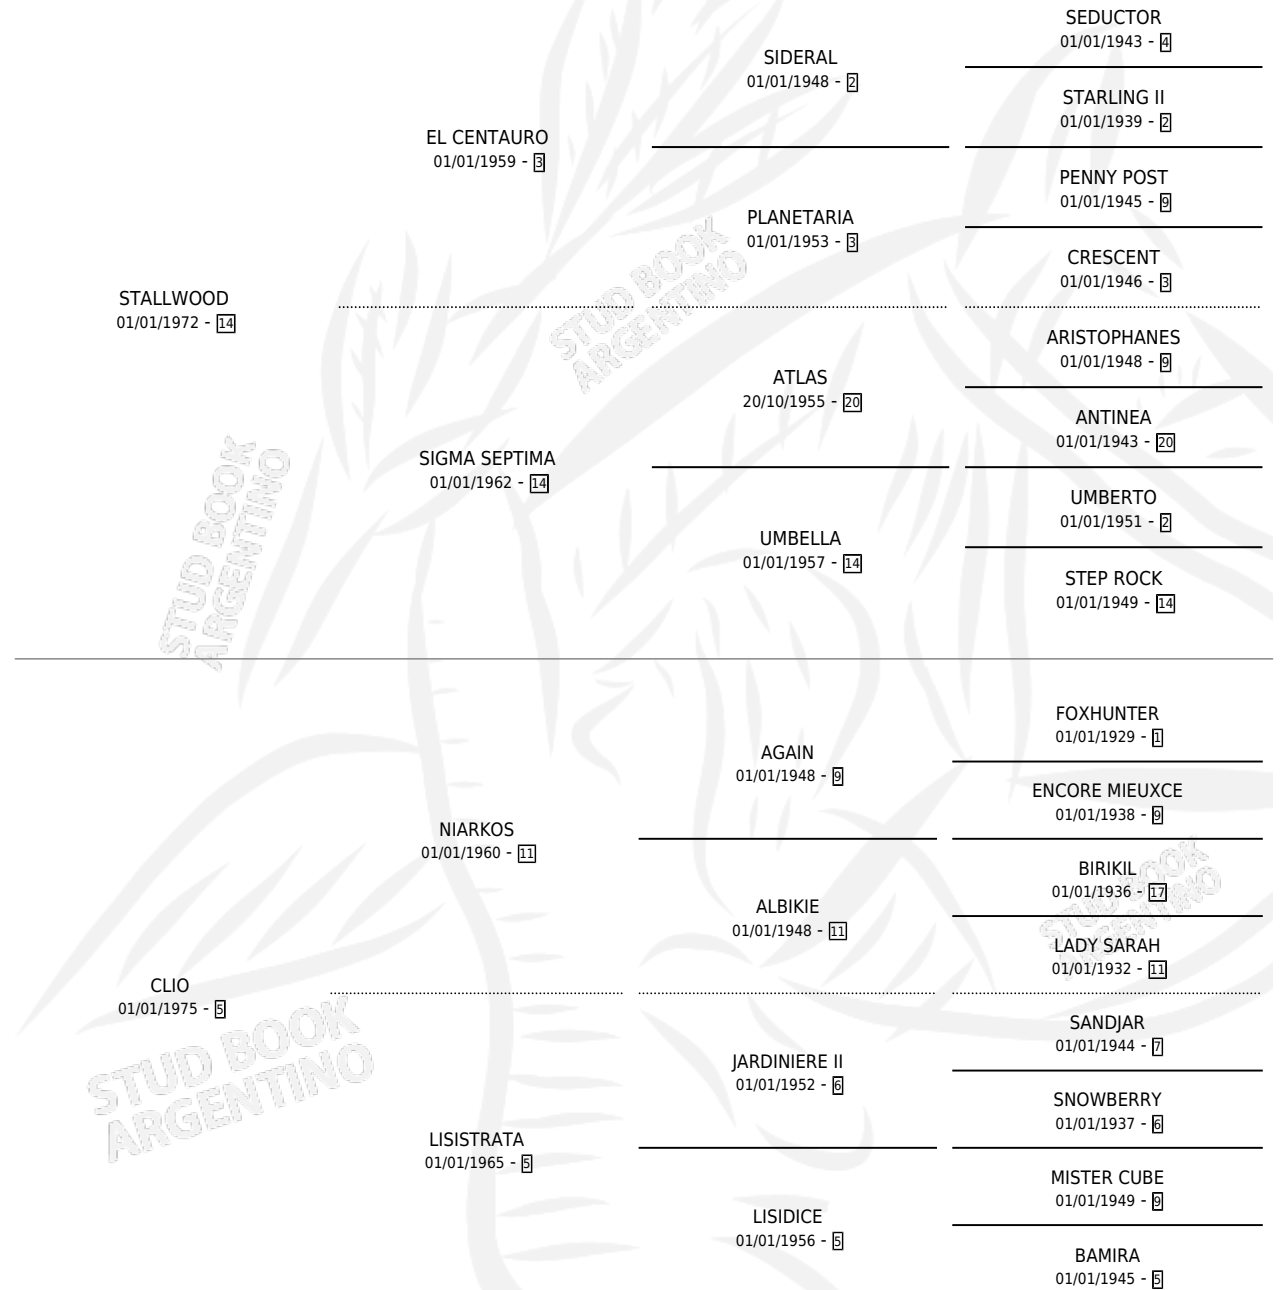 SEDUCTOR
01/01/1943 - 4
SIDERAL
01/01/1948 - 2
STARLING II
01/01/1939 - 2
EL CENTAURO
01/01/1959 - 3
PENNY POST
01/01/1945 - 9
PLANETARIA
01/01/1953 - 3
CRESCENT
01/01/1946 - 3
STALLWOOD
01/01/1972 - 14
STUD BOOK
ARGENTINO
ARISTOPHANES
01/01/1948 - 9
ATLAS
20/10/1955 - 20
ANTINEA
01/01/1943 - 20
SIGMA SEPTIMA
01/01/1962 - 14
UMBERTO
01/01/1951 - 2
UMBELLA
01/01/1957 - 14
STEP ROCK
01/01/1949 - 14
STUD BOOK
ARGENTINO
FOXHUNTER
01/01/1929 - 1
AGAIN
01/01/1948 - 9
ENCORE MIEUXCE
01/01/1938 - 9
NIARKOS
01/01/1960 - 11
BIRIKIL
01/01/1936 - 17
ALBIKIE
01/01/1948 - 11
LADY SARAH
01/01/1932 - 11
STUD BOOK
ARGENTINO
CLIO
01/01/1975 - 5
SANDJAR
01/01/1944 - 7
JARDINIERE II
01/01/1952 - 6
SNOWBERRY
01/01/1937 - 6
STUD BOOK
ARGENTINO
LISISTRATA
01/01/1965 - 5
MISTER CUBE
01/01/1949 - 9
LISIDICE
01/01/1956 - 5
BAMIRA
01/01/1945 - 5